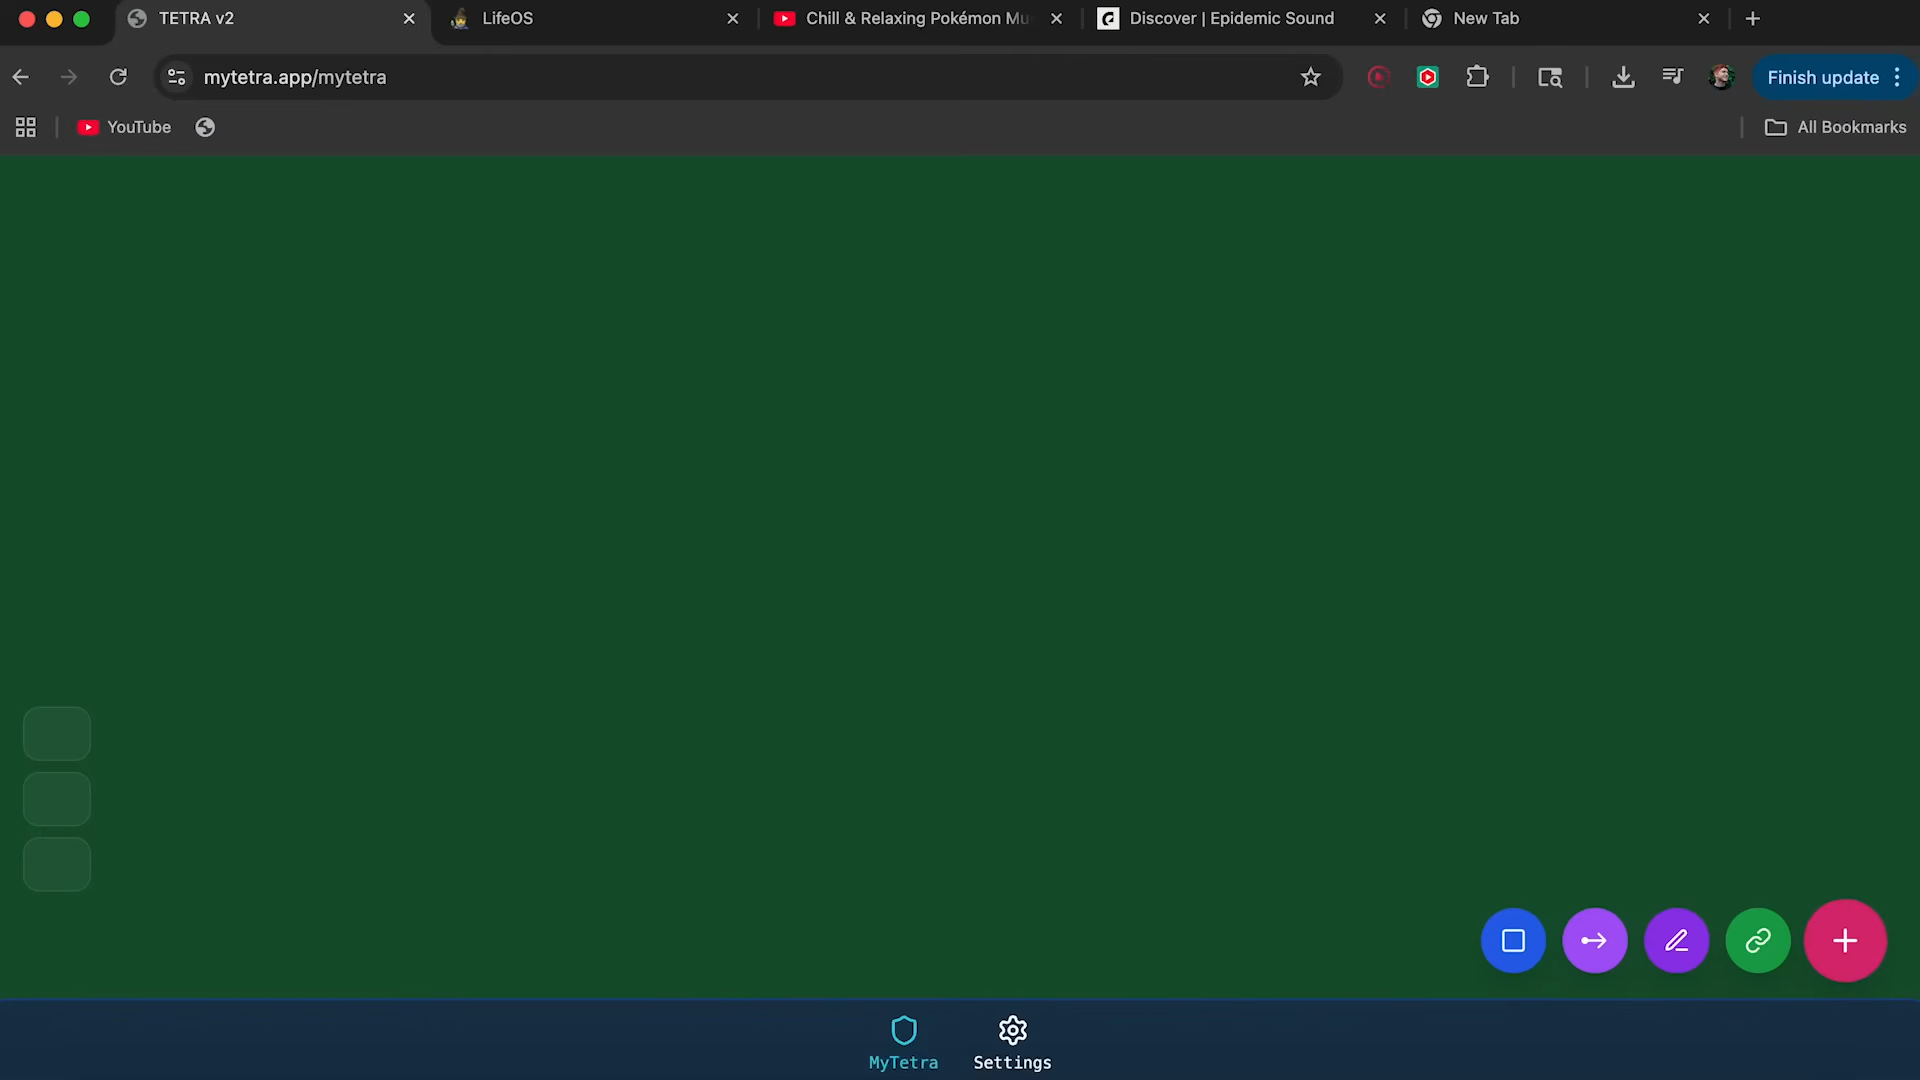 TETRA v2
LifeOS
Chill & Relaxing Pokémon Mu
Discover | Epidemic Sound
New Tab
mytetra.app/mytetra
Finish update
YouTube
All Bookmarks
MyTetra
Settings